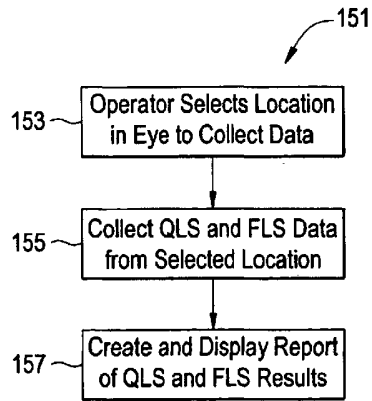 151
153
Operator Selects Location
in Eye to Collect Data
155
Collect QLS and FLS Data
from Selected Location
157
Create and Display Report
of QLS and FLS Results